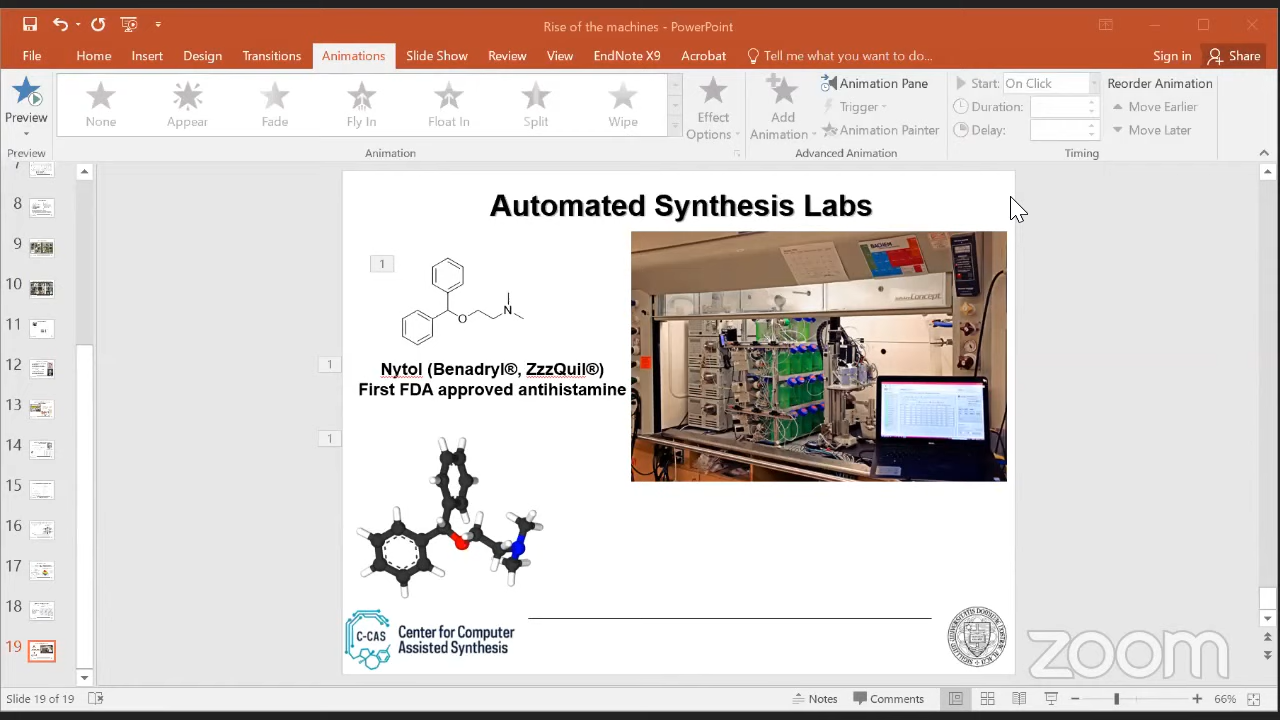 Rise of the machines - PowerPoint
File Home Insert Design Transitions Animations Slide Show Review View EndNote X9 Acrobat Tell me what you want to do... Sign in Share
Preview
None Appear Fade Fly In Float In Split Wipe
Effect Options
Add Animation
Animation Pane
Trigger
Animation Painter
Start: On Click
Duration:
Delay:
Reorder Animation
Move Earlier
Move Later
Preview Animation Advanced Animation Timing
7
8
9
10
11
12
13
14
15
16
17
18
19
Automated Synthesis Labs
1
O
N
1
Nytol (Benadryl®, ZzzQuil®)
First FDA approved antihistamine
1
BACHEM
Concept
C-CAS
Center for Computer
Assisted Synthesis
zoom
Slide 19 of 19 Notes Comments 66%